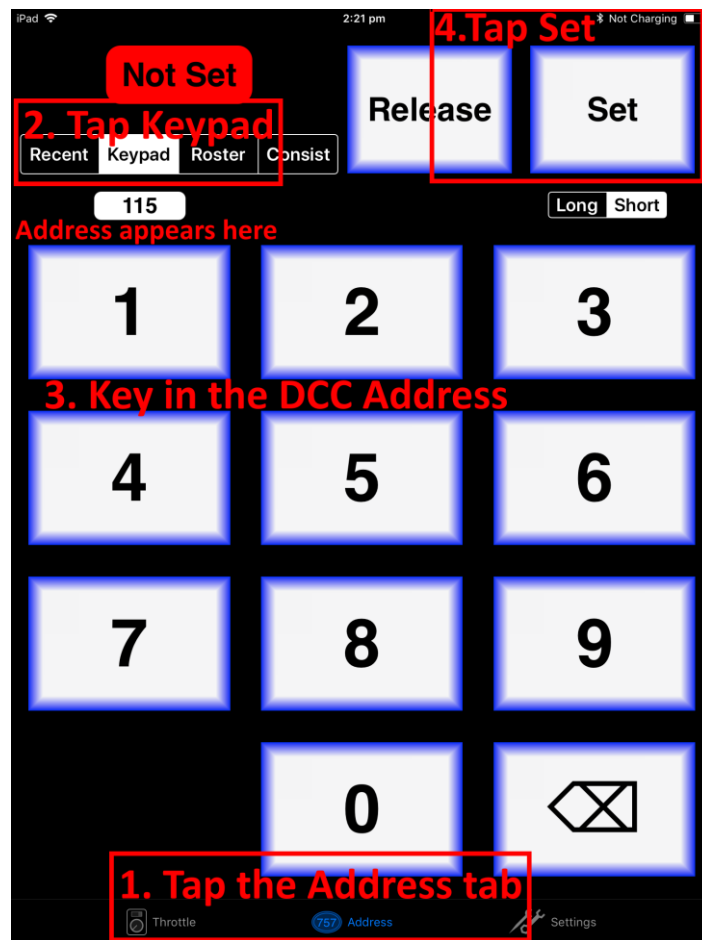 iPad 2:21 pm Not Charging
4.Tap Set
Not Set
Release Set
2. Tap Keypad
Recent Keypad Roster Consist
115 Long Short
Address appears here
1 2 3
3. Key in the DCC Address
4 5 6
7 8 9
0
1. Tap the Address tab
Throttle 757 Address Settings